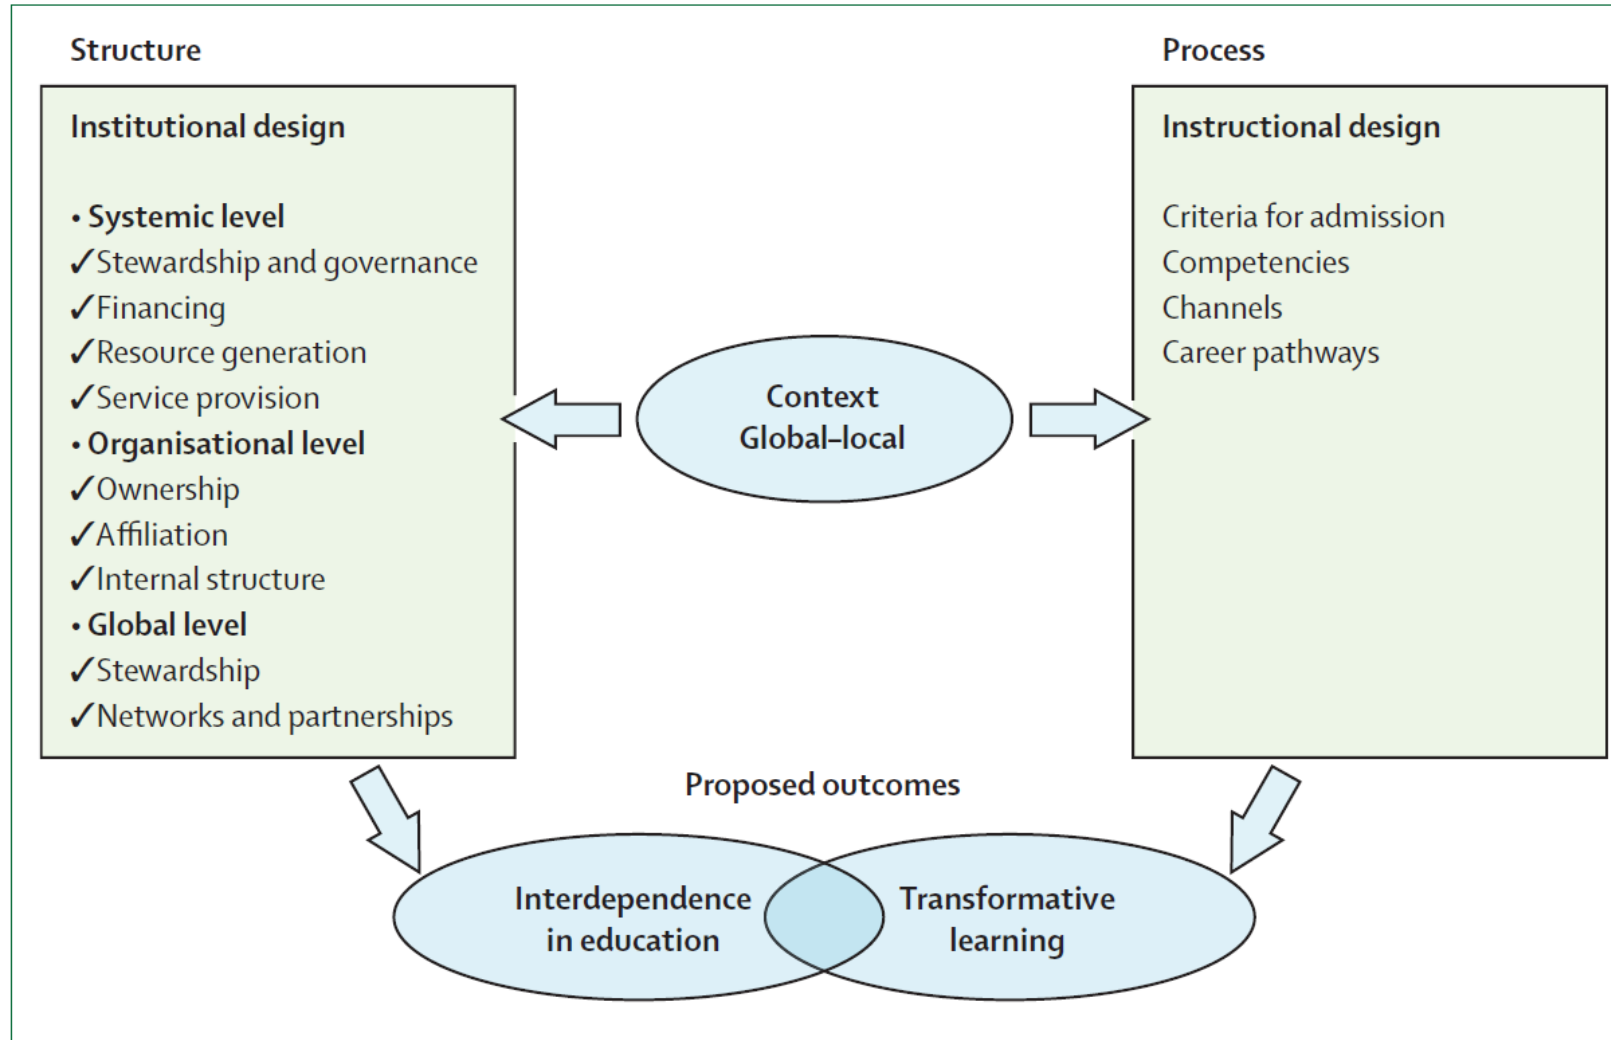 Structure
Institutional design
• Systemic level
✓Stewardship and governance
✓Financing
✓Resource generation
✓Service provision
• Organisational level
✓Ownership
✓Affiliation
✓Internal structure
• Global level
✓Stewardship
✓Networks and partnerships
Context
Global–local
Process
Instructional design
Criteria for admission
Competencies
Channels
Career pathways
Proposed outcomes
Interdependence
in education
Transformative
learning